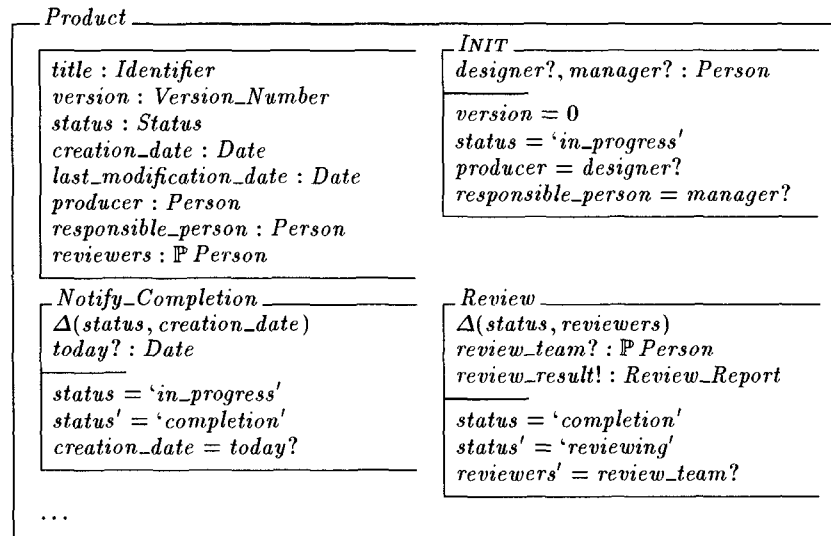 Product
title : Identifier
version : Version_Number
status : Status
creation_date : Date
last_modification_date : Date
producer : Person
responsible_person : Person
reviewers : ℙ Person
INIT
designer?, manager? : Person
version = 0
status = ‘in_progress’
producer = designer?
responsible_person = manager?
Notify_Completion
Δ(status, creation_date)
today? : Date
status = ‘in_progress’
status′ = ‘completion’
creation_date = today?
Review
Δ(status, reviewers)
review_team? : ℙ Person
review_result! : Review_Report
status = ‘completion’
status′ = ‘reviewing’
reviewers′ = review_team?
...